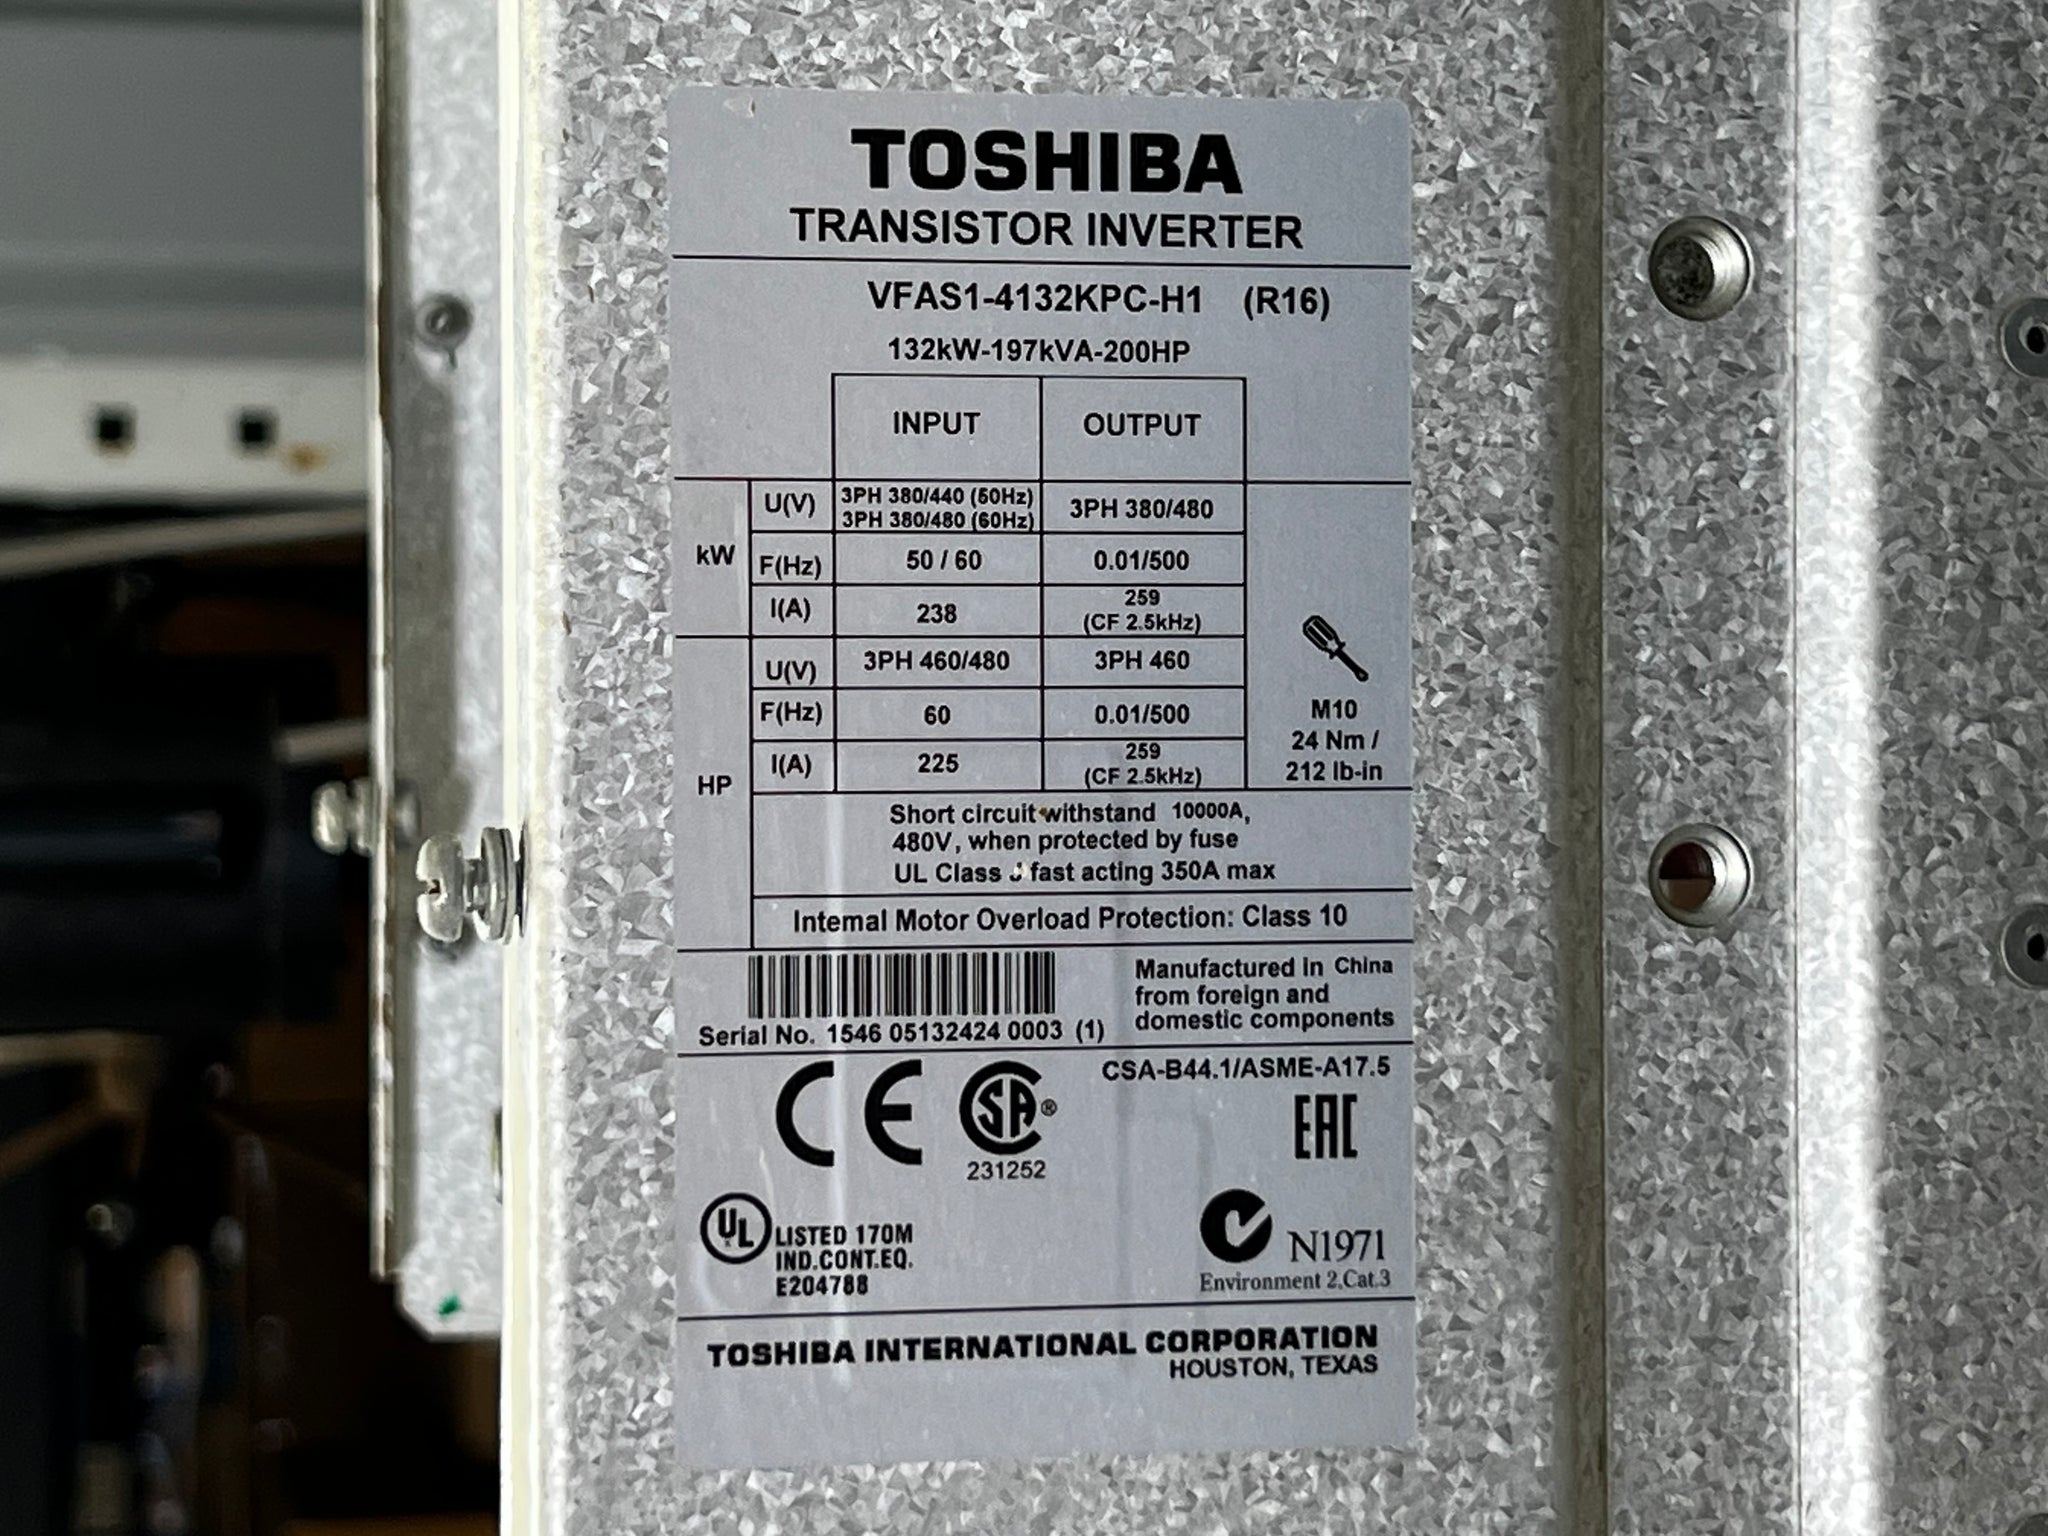 TOSHIBA
TRANSISTOR INVERTER
VFAS1-4132KPC-H1 (R16)
132kW-197kVA-200HP
INPUT OUTPUT
kW
U(V) 3PH 380/440 (50Hz) 3PH 380/480 (60Hz) 3PH 380/480
F(Hz) 50 / 60 0.01/500
I(A) 238 259 (CF 2.5kHz)
HP
U(V) 3PH 460/480 3PH 460
F(Hz) 60 0.01/500
I(A) 225 259 (CF 2.5kHz)
M10
24 Nm /
212 lb-in
Short circuit withstand 10000A,
480V, when protected by fuse
UL Class J fast acting 350A max
Internal Motor Overload Protection: Class 10
Serial No. 1546 05132424 0003 (1)
Manufactured in China
from foreign and
domestic components
CSA-B44.1/ASME-A17.5
CE SA ®
231252
EAC
UL LISTED 170M
IND.CONT.EQ.
E204788
N1971
Environment 2,Cat.3
TOSHIBA INTERNATIONAL CORPORATION
HOUSTON, TEXAS